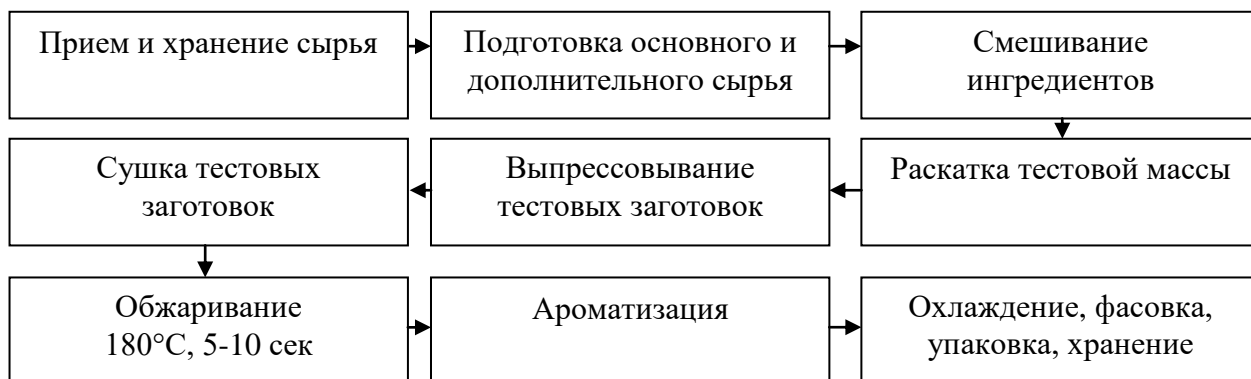 Прием и хранение сырья
Подготовка основного и
дополнительного сырья
Смешивание
ингредиентов
Раскатка тестовой массы
Выпрессовывание
тестовых заготовок
Сушка тестовых
заготовок
Обжаривание
180°С, 5-10 сек
Ароматизация
Охлаждение, фасовка,
упаковка, хранение